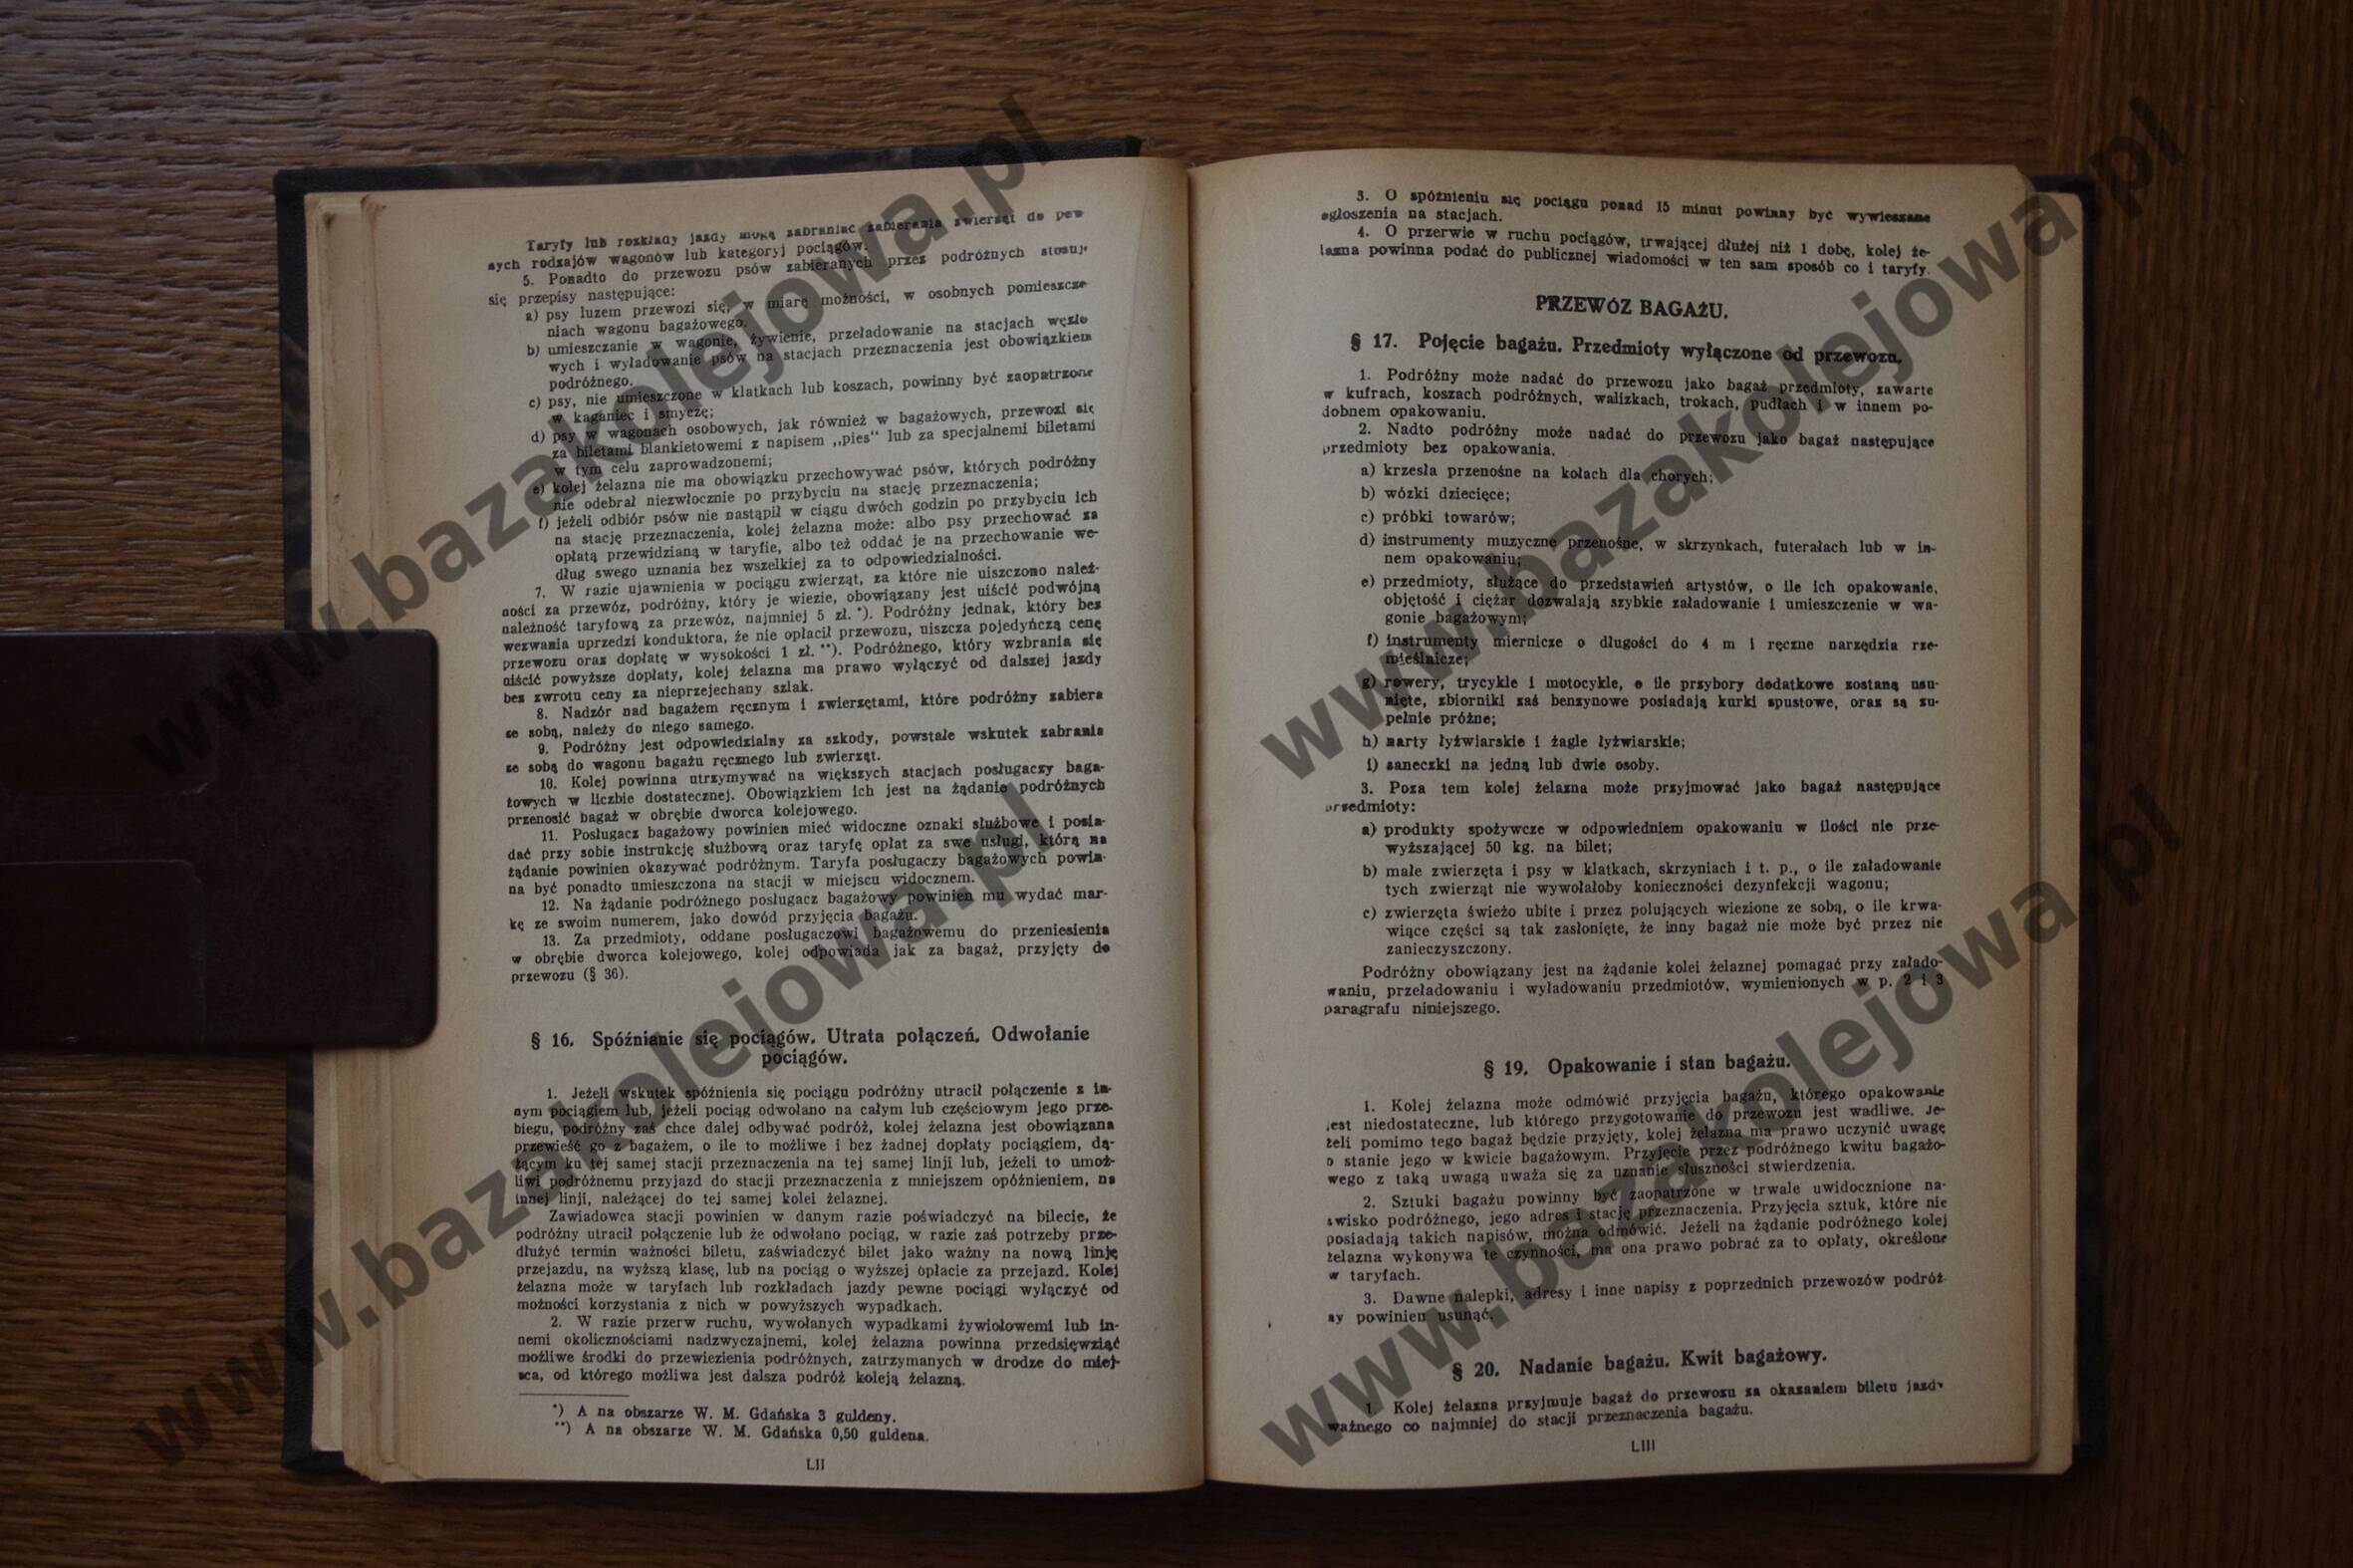 Taryfy lub rozkłady jazdy mogą zabraniać zabierania zwierząt do pew
nych rodzajów wagonów lub kategoryj pociągów.
5. Ponadto do przewozu psów zabieranych przez podróżnych stosuj
się przepisy następujące:
a) psy luzem przewozi się, w miarę możności, w osobnych pomieszcze
niach wagonu bagażowego.
b) umieszczanie w wagonie, żywienie, przeładowanie na stacjach węzło
wych i wyładowanie psów na stacjach przeznaczenia jest obowiązkiem
podróżnego.
c) psy, nie umieszczone w klatkach lub koszach, powinny być zaopatrzone
w kaganiec i smyczę;
d) psy w wagonach osobowych, jak również w bagażowych, przewozi się
za biletami blankietowemi z napisem „pies" lub za specjalnemi biletami
w tym celu zaprowadzonemi;
e) kolej żelazna nie ma obowiązku przechowywać psów, których podróżny
nie odebrał niezwłocznie po przybyciu na stację przeznaczenia;
f) jeżeli odbiór psów nie nastąpił w ciągu dwóch godzin po przybyciu ich
na stację przeznaczenia, kolej żelazna może: albo psy przechować za
opłatą przewidzianą w taryfie, albo też oddać je na przechowanie we-
dług swego uznania bez wszelkiej za to odpowiedzialności.
7. W razie ujawnienia w pociągu zwierząt, za które nie uiszczono należ-
ności za przewóz, podróżny, który je wiezie, obowiązany jest uiścić podwójną
należność taryfową za przewóz, najmniej 5 zł. *). Podróżny jednak, który bez
wezwania uprzedzi konduktora, że nie opłacił przewozu, uiszcza pojedyńczą cenę
przewozu oraz dopłatę w wysokości 1 zł. **). Podróżnego, który wzbrania się
uiścić powyższe dopłaty, kolej żelazna ma prawo wyłączyć od dalszej jazdy
bez zwrotu ceny za nieprzejechany szlak.
8. Nadzór nad bagażem ręcznym i zwierzętami, które podróżny zabiera
ze sobą, należy do niego samego.
9. Podróżny jest odpowiedzialny za szkody, powstałe wskutek zabrania
ze sobą do wagonu bagażu ręcznego lub zwierząt.
10. Kolej powinna utrzymywać na większych stacjach posługaczy baga-
żowych w liczbie dostatecznej. Obowiązkiem ich jest na żądanie podróżnych
przenosić bagaż w obrębie dworca kolejowego.
11. Posługacz bagażowy powinien mieć widoczne oznaki służbowe i posia-
dać przy sobie instrukcję służbową oraz taryfę opłat za swe usługi, którą na
żądanie powinien okazywać podróżnym. Taryfa posługaczy bagażowych powin-
na być ponadto umieszczona na stacji w miejscu widocznem.
12. Na żądanie podróżnego posługacz bagażowy powinien mu wydać mar-
kę ze swoim numerem, jako dowód przyjęcia bagażu.
13. Za przedmioty, oddane posługaczowi bagażowemu do przeniesienia
w obrębie dworca kolejowego, kolej odpowiada jak za bagaż, przyjęty do
przewozu (§ 36).
§ 16. Spóźnianie się pociągów. Utrata połączeń. Odwołanie
pociągów.
1. Jeżeli wskutek spóźnienia się pociągu podróżny utracił połączenie z in-
nym pociągiem lub, jeżeli pociąg odwołano na całym lub częściowym jego prze-
biegu, podróżny zaś chce dalej odbywać podróż, kolej żelazna jest obowiązana
przewieść go z bagażem, o ile to możliwe i bez żadnej dopłaty pociągiem, dą-
żącym ku tej samej stacji przeznaczenia na tej samej linji lub, jeżeli to umoż-
liwi podróżnemu przyjazd do stacji przeznaczenia z mniejszem opóźnieniem, na
innej linji, należącej do tej samej kolei żelaznej.
Zawiadowca stacji powinien w danym razie poświadczyć na bilecie, że
podróżny utracił połączenie lub że odwołano pociąg, w razie zaś potrzeby prze-
dłużyć termin ważności biletu, zaświadczyć bilet jako ważny na nową linję
przejazdu, na wyższą klasę, lub na pociąg o wyższej opłacie za przejazd. Kolej
żelazna może w taryfach lub rozkładach jazdy pewne pociągi wyłączyć od
możności korzystania z nich w powyższych wypadkach.
2. W razie przerw ruchu, wywołanych wypadkami żywiołowemi lub in-
nemi okolicznościami nadzwyczajnemi, kolej żelazna powinna przedsięwziąć
możliwe środki do przewiezienia podróżnych, zatrzymanych w drodze do miej-
sca, od którego możliwa jest dalsza podróż koleją żelazną.
*) A na obszarze W. M. Gdańska 3 guldeny.
**) A na obszarze W. M. Gdańska 0,50 guldena.
LII
3. O spóźnieniu się pociągu ponad 15 minut powinny być wywieszane
ogłoszenia na stacjach.
4. O przerwie w ruchu pociągów, trwającej dłużej niż 1 dobę, kolej że-
lazna powinna podać do publicznej wiadomości w ten sam sposób co i taryfy.
PRZEWÓZ BAGAŻU.
§ 17. Pojęcie bagażu. Przedmioty wyłączone od przewozu.
1. Podróżny może nadać do przewozu jako bagaż przedmioty, zawarte
w kufrach, koszach podróżnych, walizkach, trokach, pudłach i w innem po-
dobnem opakowaniu.
2. Nadto podróżny może nadać do przewozu jako bagaż następujące
przedmioty bez opakowania.
a) krzesła przenośne na kołach dla chorych;
b) wózki dziecięce;
c) próbki towarów;
d) instrumenty muzyczne przenośne, w skrzynkach, futerałach lub w in-
nem opakowaniu;
e) przedmioty, służące do przedstawień artystów, o ile ich opakowanie,
objętość i ciężar dozwalają szybkie załadowanie i umieszczenie w wa-
gonie bagażowym;
f) instrumenty miernicze o długości do 4 m i ręczne narzędzia rze-
mieślnicze;
g) rowery, trycykle i motocykle, o ile przybory dodatkowe zostaną usu-
nięte, zbiorniki zaś benzynowe posiadają kurki spustowe, oraz są zu-
pełnie próżne;
h) narty łyżwiarskie i żagle łyżwiarskie;
i) saneczki na jedną lub dwie osoby.
3. Poza tem kolej żelazna może przyjmować jako bagaż następujące
przedmioty:
a) produkty spożywcze w odpowiedniem opakowaniu w ilości nie prze-
wyższającej 50 kg. na bilet;
b) małe zwierzęta i psy w klatkach, skrzyniach i t. p., o ile załadowanie
tych zwierząt nie wywołałoby konieczności dezynfekcji wagonu;
c) zwierzęta świeżo ubite i przez polujących wiezione ze sobą, o ile krwa-
wiące części są tak zasłonięte, że inny bagaż nie może być przez nie
zanieczyszczony.
Podróżny obowiązany jest na żądanie kolei żelaznej pomagać przy załado-
waniu, przeładowaniu i wyładowaniu przedmiotów, wymienionych w p. 2 i 3
paragrafu niniejszego.
§ 19. Opakowanie i stan bagażu.
1. Kolej żelazna może odmówić przyjęcia bagażu, którego opakowanie
jest niedostateczne, lub którego przygotowanie do przewozu jest wadliwe. Je-
żeli pomimo tego bagaż będzie przyjęty, kolej żelazna ma prawo uczynić uwagę
o stanie jego w kwicie bagażowym. Przyjęcie przez podróżnego kwitu bagażo-
wego z taką uwagą uważa się za uznanie słuszności stwierdzenia.
2. Sztuki bagażu powinny być zaopatrzone w trwale uwidocznione na-
zwisko podróżnego, jego adres i stację przeznaczenia. Przyjęcia sztuk, które nie
posiadają takich napisów, można odmówić. Jeżeli na żądanie podróżnego kolej
żelazna wykonywa te czynności, ma ona prawo pobrać za to opłaty, określone
w taryfach.
3. Dawne nalepki, adresy i inne napisy z poprzednich przewozów podróż-
ny powinien usunąć.
§ 20. Nadanie bagażu. Kwit bagażowy.
1. Kolej żelazna przyjmuje bagaż do przewozu za okazaniem biletu jazdy
ważnego co najmniej do stacji przeznaczenia bagażu.
LIII
www.bazakolejowa.pl
www.bazakolejowa.pl
www.bazakolejowa.pl
www.bazakolejowa.pl